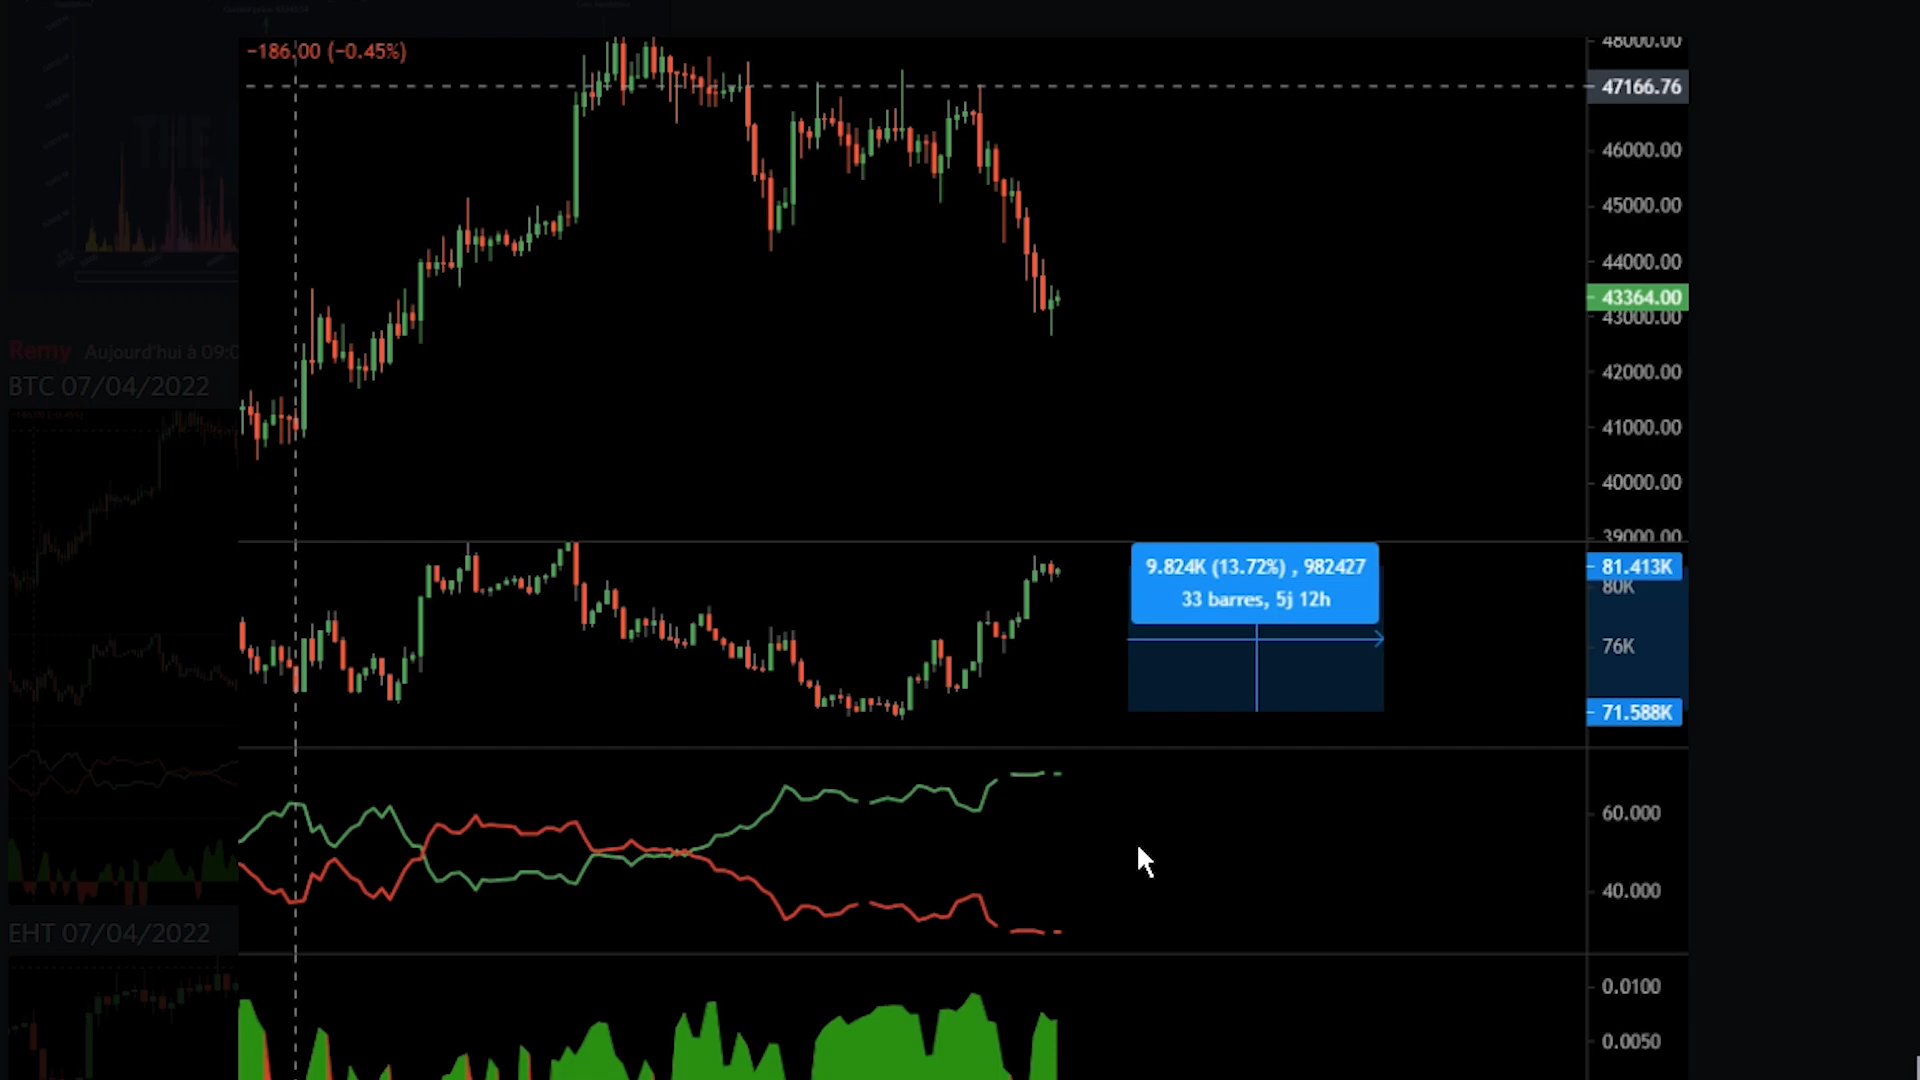 −186.00 (−0.45%)
48000.00
47166.76
46000.00
45000.00
44000.00
43364.00
43000.00
42000.00
41000.00
40000.00
39000.00
Remy Aujourd'hui à 09:0
BTC 07/04/2022
9.824K (13.72%) , 982427
33 barres, 5j 12h
81.413K
80K
76K
71.588K
60.000
40.000
EHT 07/04/2022
0.0100
0.0050
THE